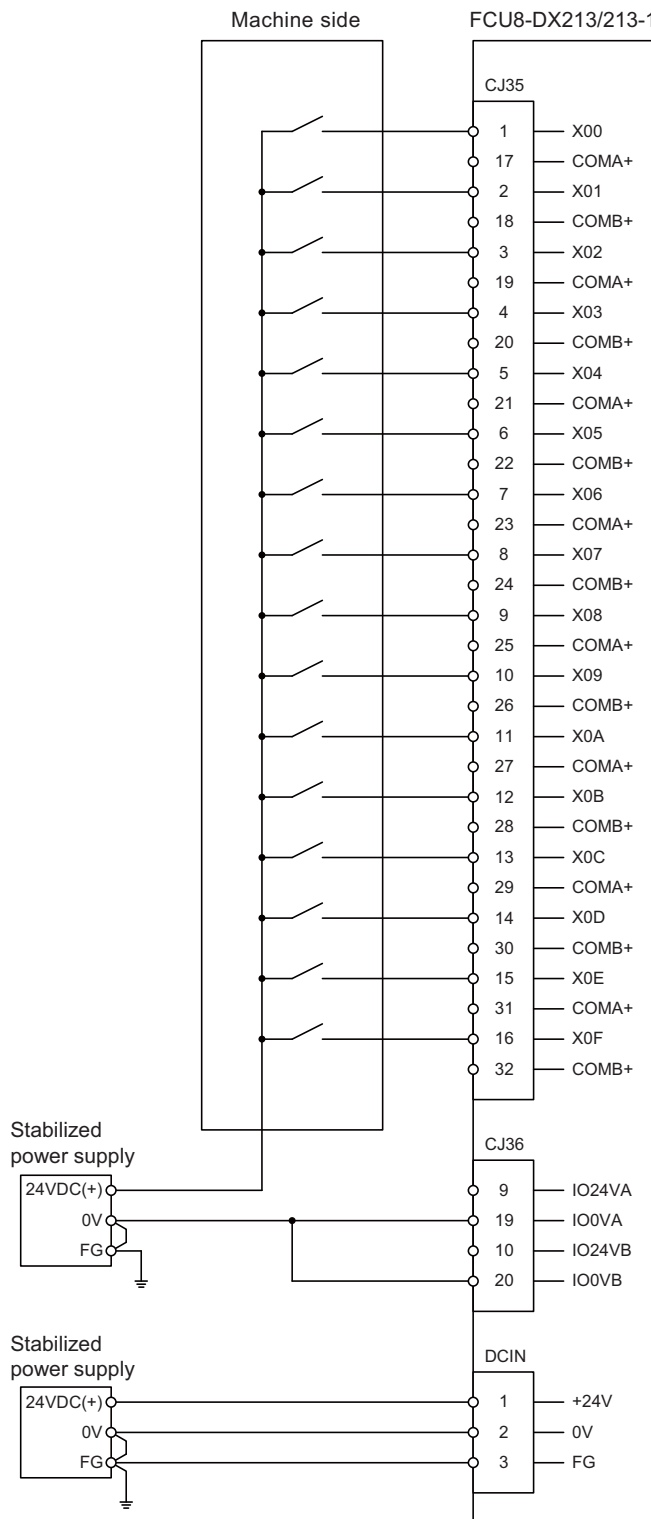 Machine side FCU8-DX213/213-1
CJ35
1 X00
17 COMA+
2 X01
18 COMB+
3 X02
19 COMA+
4 X03
20 COMB+
5 X04
21 COMA+
6 X05
22 COMB+
7 X06
23 COMA+
8 X07
24 COMB+
9 X08
25 COMA+
10 X09
26 COMB+
11 X0A
27 COMA+
12 X0B
28 COMB+
13 X0C
29 COMA+
14 X0D
30 COMB+
15 X0E
31 COMA+
16 X0F
32 COMB+
Stabilized
power supply
24VDC(+)
0V
FG
CJ36
9 IO24VA
19 IO0VA
10 IO24VB
20 IO0VB
Stabilized
power supply
24VDC(+)
0V
FG
DCIN
1 +24V
2 0V
3 FG